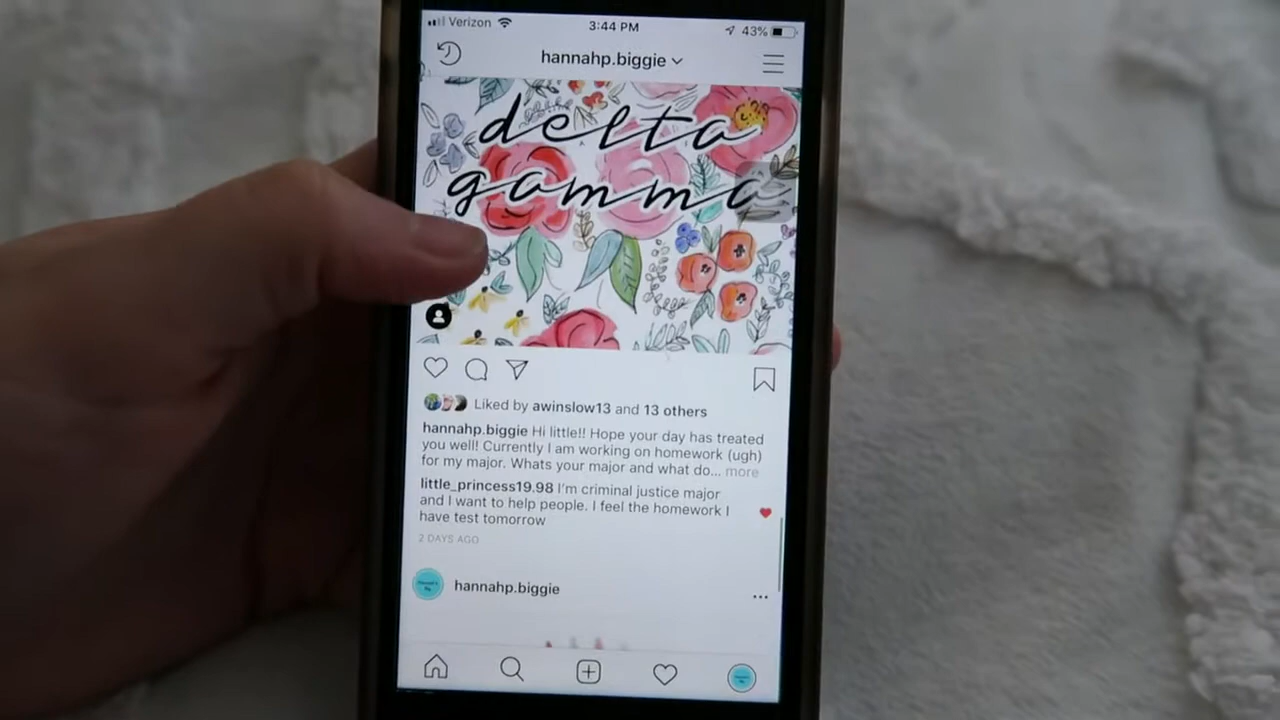 Verizon 3:44 PM 43%
hannahp.biggie
delta
gamma
Liked by awinslow13 and 13 others
hannahp.biggie Hi little!! Hope your day has treated
you well! Currently I am working on homework (ugh)
for my major. Whats your major and what do... more
little_princess19.98 I'm criminal justice major
and I want to help people. I feel the homework I
have test tomorrow
2 DAYS AGO
hannahp.biggie